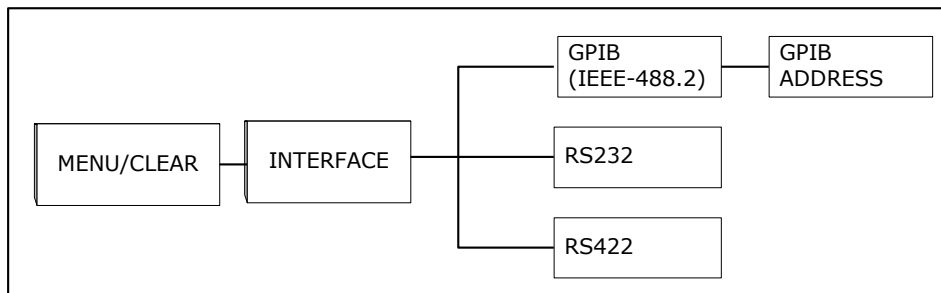 GPIB
(IEEE-488.2)
GPIB
ADDRESS
MENU/CLEAR
INTERFACE
RS232
RS422